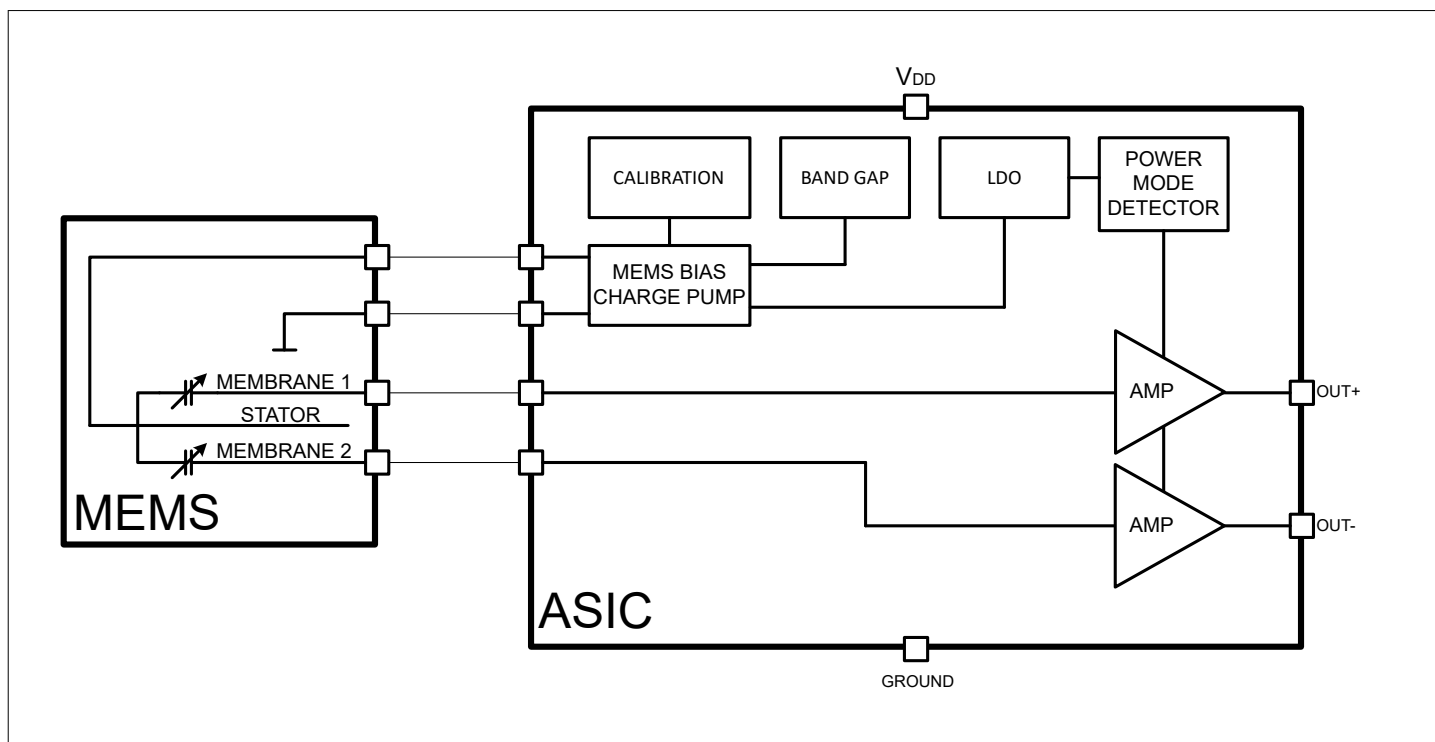 VDD
CALIBRATION
BAND GAP
LDO
POWER
MODE
DETECTOR
MEMS BIAS
CHARGE PUMP
MEMBRANE 1
STATOR
MEMBRANE 2
MEMS
AMP
OUT+
AMP
OUT-
ASIC
GROUND